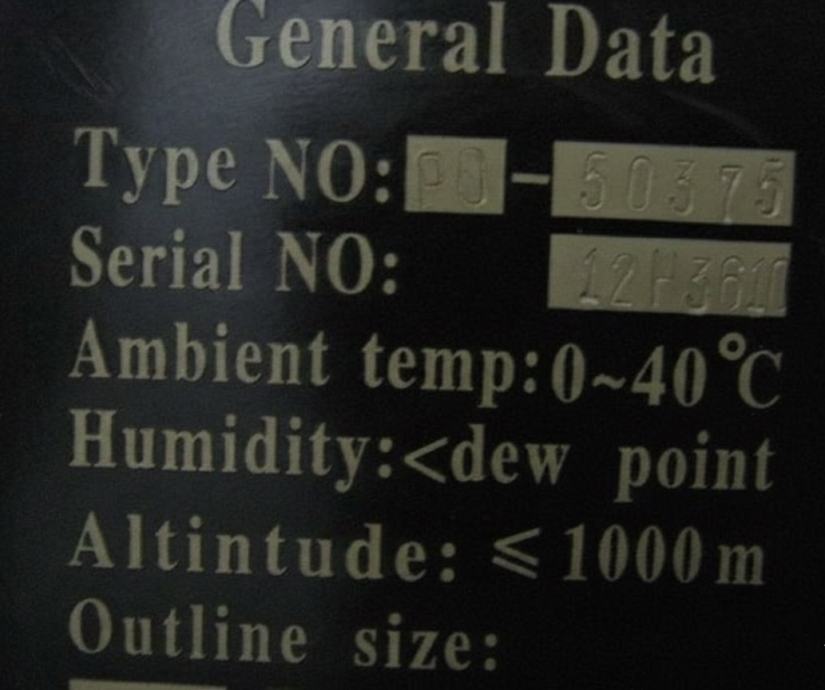 General Data
Type NO: PO-50375
Serial NO: 12H3611
Ambient temp:0~40℃
Humidity:<dew point
Altintude: ≤1000m
Outline size: